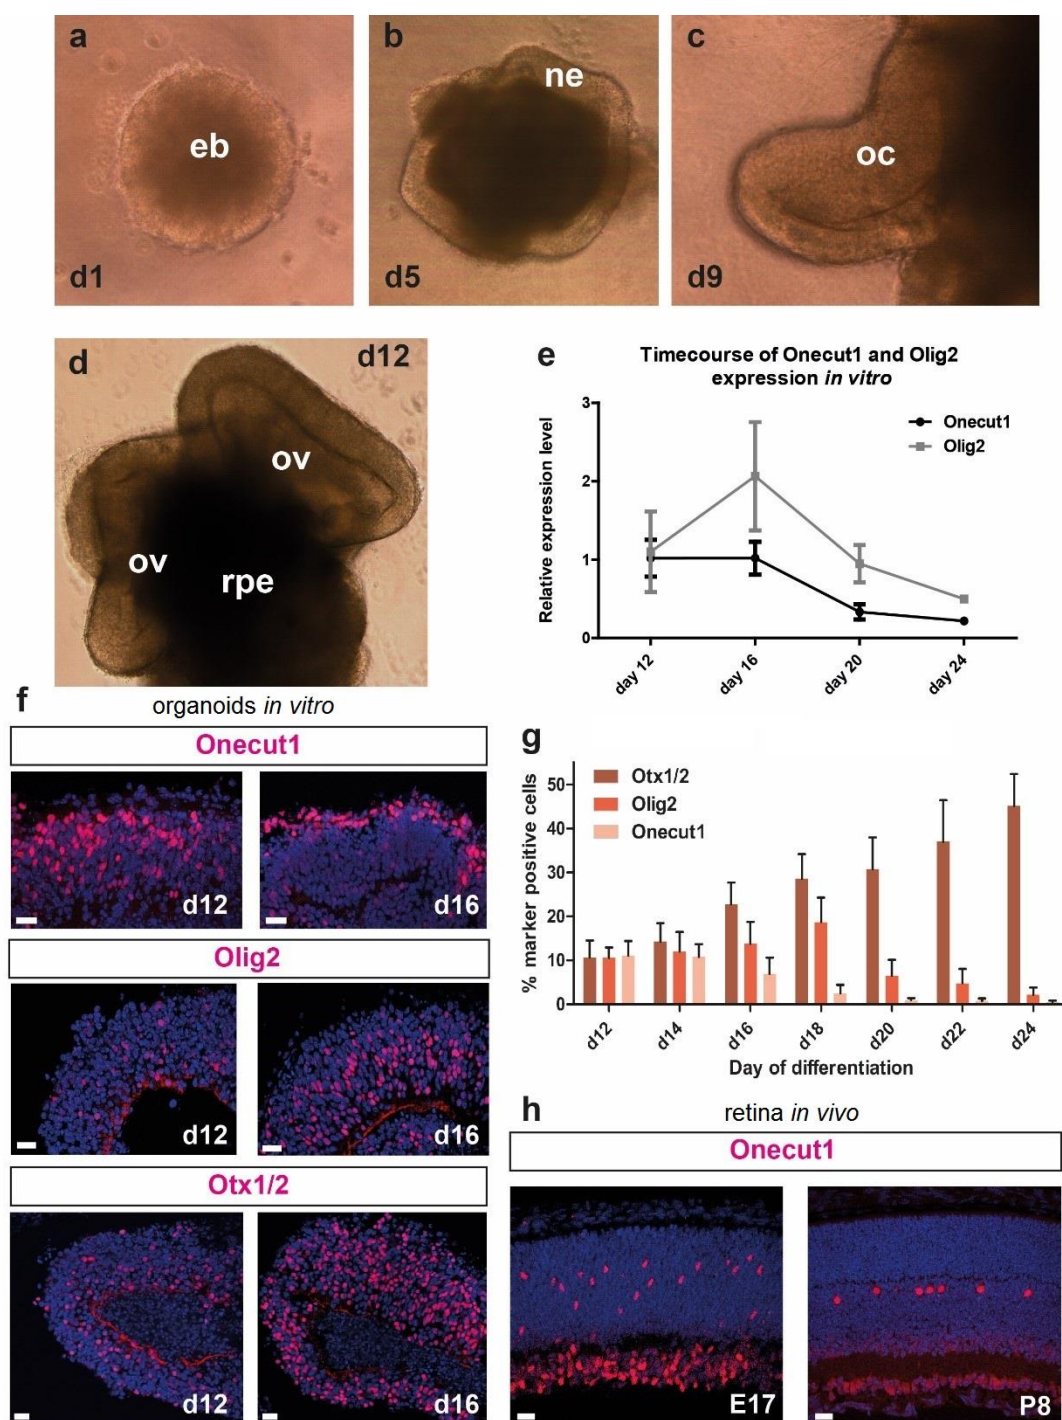 a
eb
d1
b
ne
d5
c
oc
d9
d
d12
ov
ov
rpe
e
Timecourse of Onecut1 and Olig2
expression in vitro
Relative expression level
3
2
1
0
Onecut1
Olig2
day 12
day 16
day 20
day 24
f
organoids in vitro
Onecut1
d12
d16
Olig2
d12
d16
Otx1/2
d12
d16
g
% marker positive cells
50
40
30
20
10
0
Otx1/2
Olig2
Onecut1
d12
d14
d16
d18
d20
d22
d24
Day of differentiation
h
retina in vivo
Onecut1
E17
P8